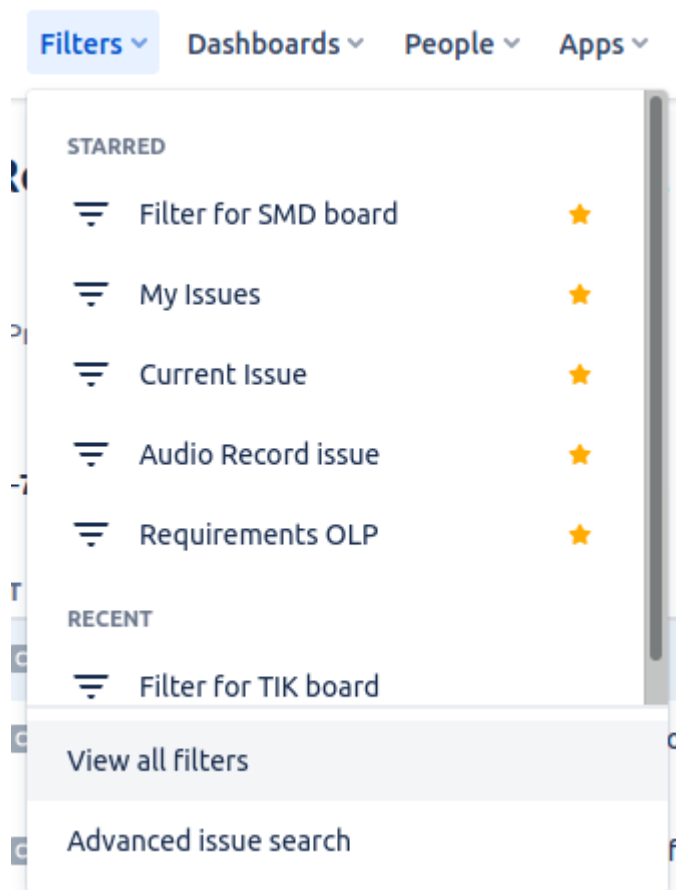 Filters Dashboards People Apps
STARRED
Filter for SMD board
My Issues
Current Issue
Audio Record issue
Requirements OLP
RECENT
Filter for TIK board
View all filters
Advanced issue search